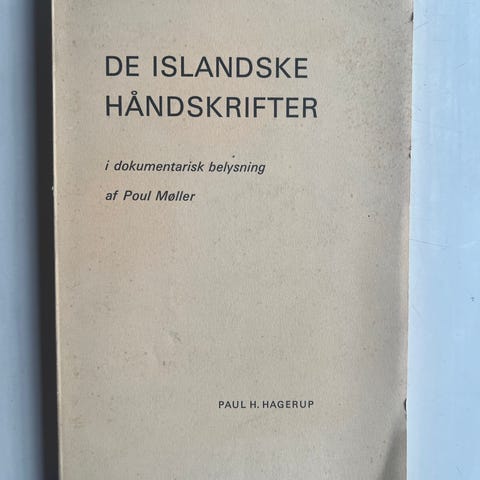 DE ISLANDSKE
HÅNDSKRIFTER
i dokumentarisk belysning
af Poul Møller
PAUL H. HAGERUP